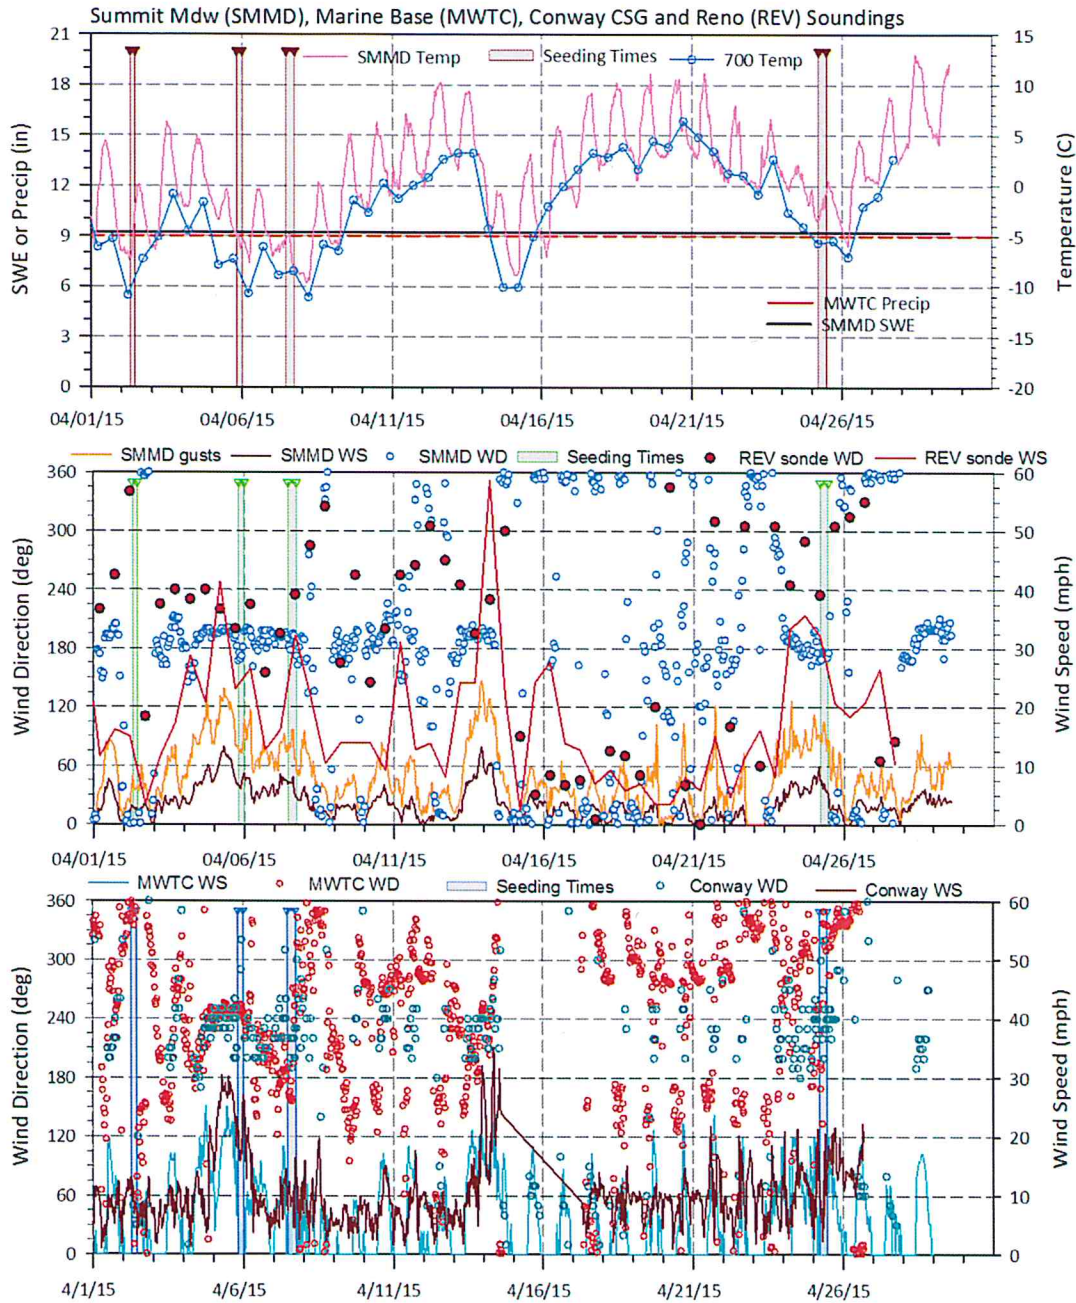 Summit Mdw (SMMD), Marine Base (MWTC), Conway CSG and Reno (REV) Soundings
SMMD Temp Seeding Times 700 Temp
21 18 15 12 9 6 3 0
SWE or Precip (in)
15 10 5 0 -5 -10 -15 -20
Temperature (C)
MWTC Precip
SMMD SWE
04/01/15 04/06/15 04/11/15 04/16/15 04/21/15 04/26/15
SMMD gusts SMMD WS SMMD WD Seeding Times REV sonde WD REV sonde WS
360 300 240 180 120 60 0
Wind Direction (deg)
60 50 40 30 20 10 0
Wind Speed (mph)
04/01/15 04/06/15 04/11/15 04/16/15 04/21/15 04/26/15
MWTC WS MWTC WD Seeding Times Conway WD Conway WS
360 300 240 180 120 60 0
Wind Direction (deg)
60 50 40 30 20 10 0
Wind Speed (mph)
4/1/15 4/6/15 4/11/15 4/16/15 4/21/15 4/26/15